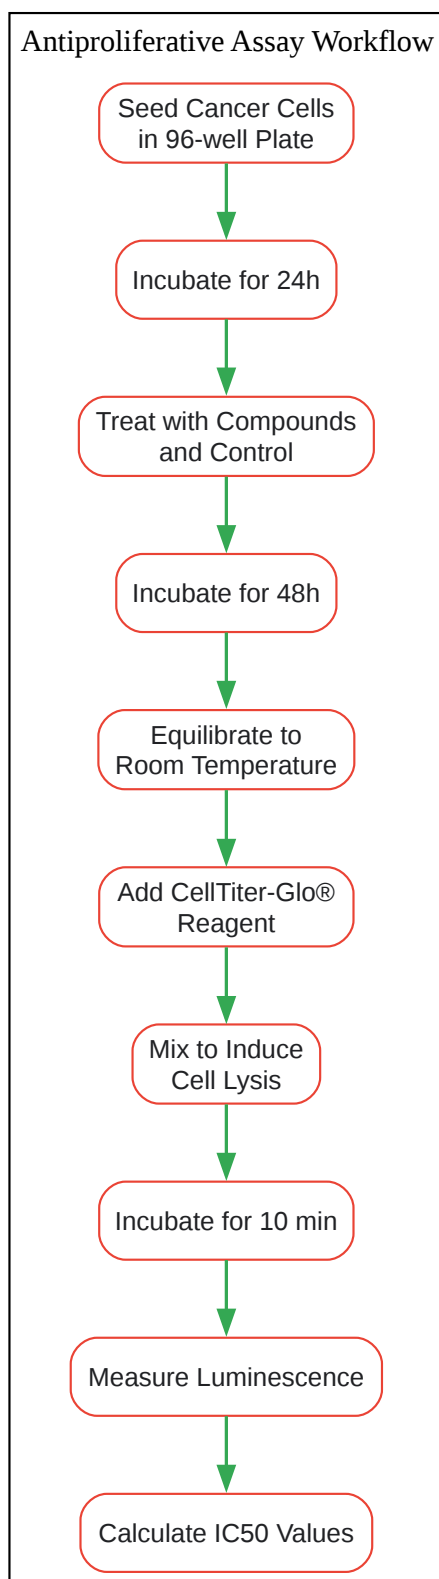 Antiproliferative Assay Workflow
Seed Cancer Cells
in 96-well Plate
Incubate for 24h
Treat with Compounds
and Control
Incubate for 48h
Equilibrate to
Room Temperature
Add CellTiter-Glo®
Reagent
Mix to Induce
Cell Lysis
Incubate for 10 min
Measure Luminescence
Calculate IC50 Values